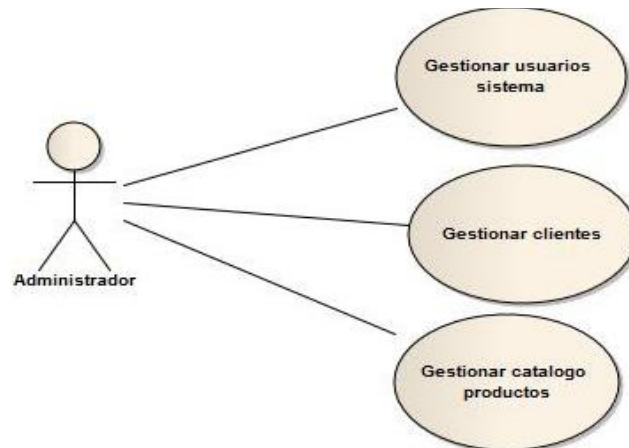 Gestionar usuarios
sistema
Gestionar clientes
Administrador
Gestionar catalogo
productos